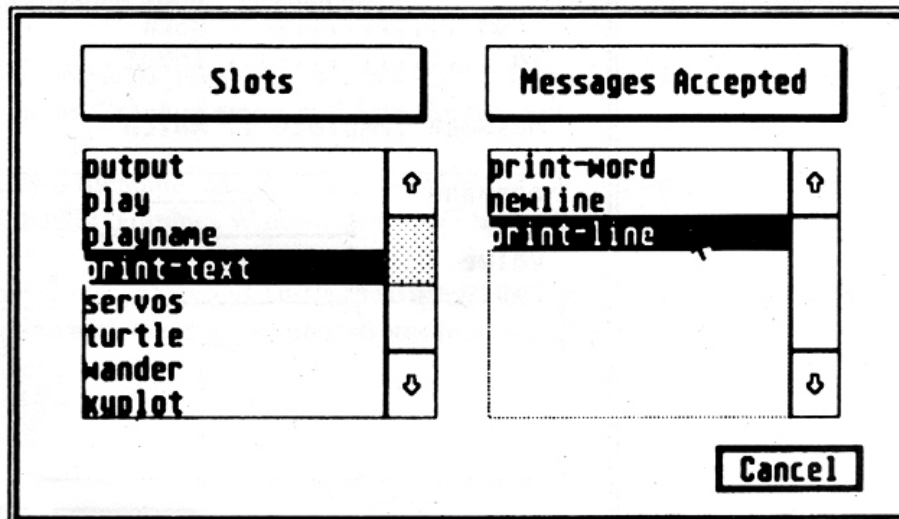 Slots
output
play
playname
print-text
servos
turtle
wander
xyplot
Messages Accepted
print-word
newline
print-line
Cancel